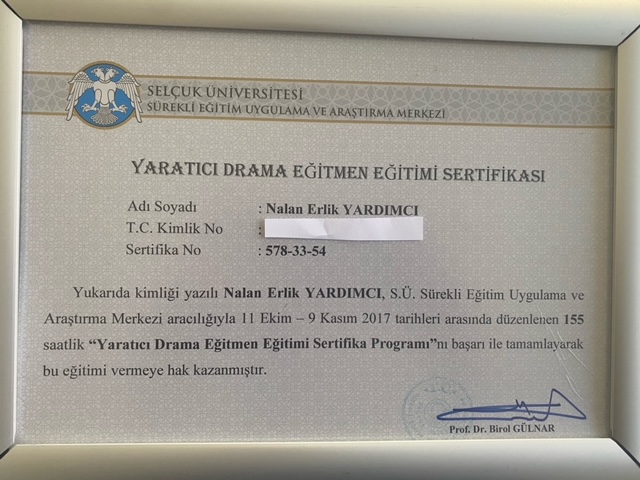 SELÇUK ÜNİVERSİTESİ
SÜREKLİ EĞİTİM UYGULAMA VE ARAŞTIRMA MERKEZİ
YARATICI DRAMA EĞİTMEN EĞİTİMİ SERTİFİKASI
Adı Soyadı : Nalan Erlik YARDIMCI
T.C. Kimlik No :
Sertifika No : 578-33-54
Yukarıda kimliği yazılı Nalan Erlik YARDIMCI, S.Ü. Sürekli Eğitim Uygulama ve
Araştırma Merkezi aracılığıyla 11 Ekim – 9 Kasım 2017 tarihleri arasında düzenlenen 155
saatlik “Yaratıcı Drama Eğitmen Eğitimi Sertifika Programı”nı başarı ile tamamlayarak
bu eğitimi vermeye hak kazanmıştır.
Prof. Dr. Birol GÜLNAR